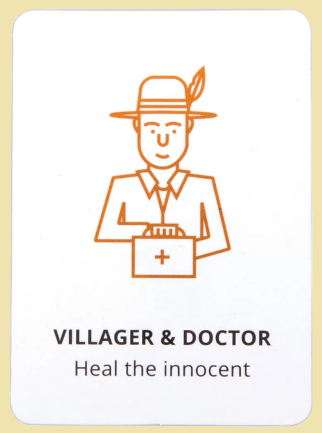 VILLAGER & DOCTOR
Heal the innocent